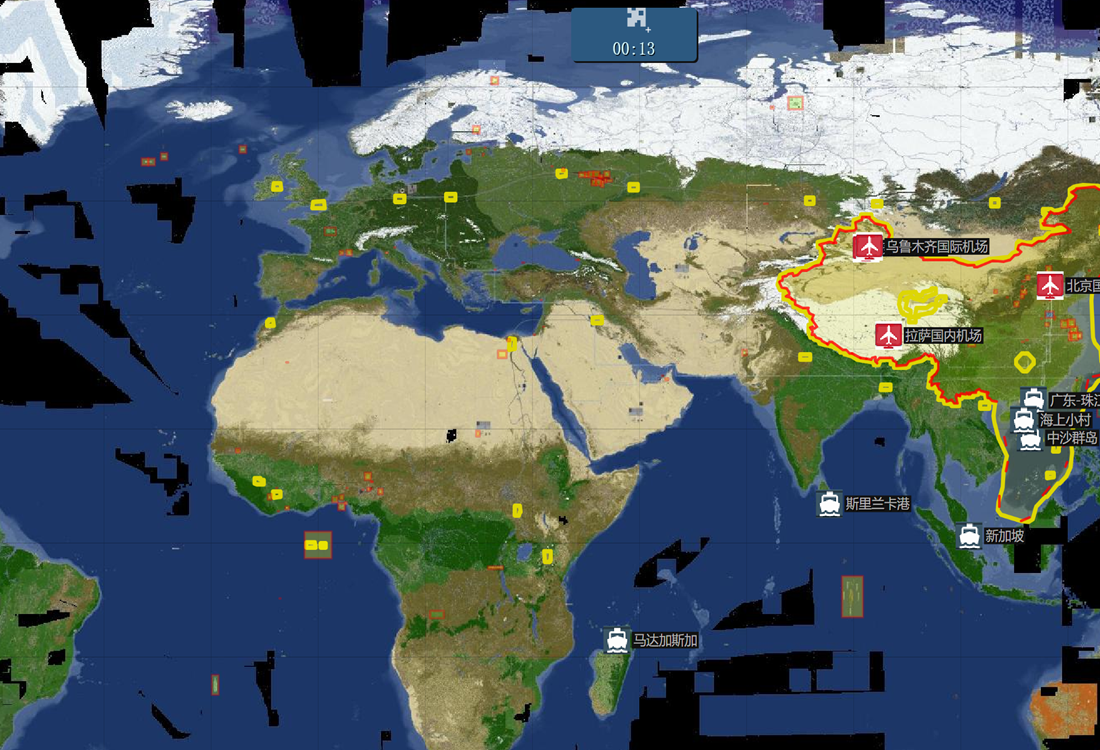 00:13
乌鲁木齐国际机场
北京国
拉萨国内机场
广东-珠江
海上小村
中沙群岛
斯里兰卡港
新加坡
马达加斯加